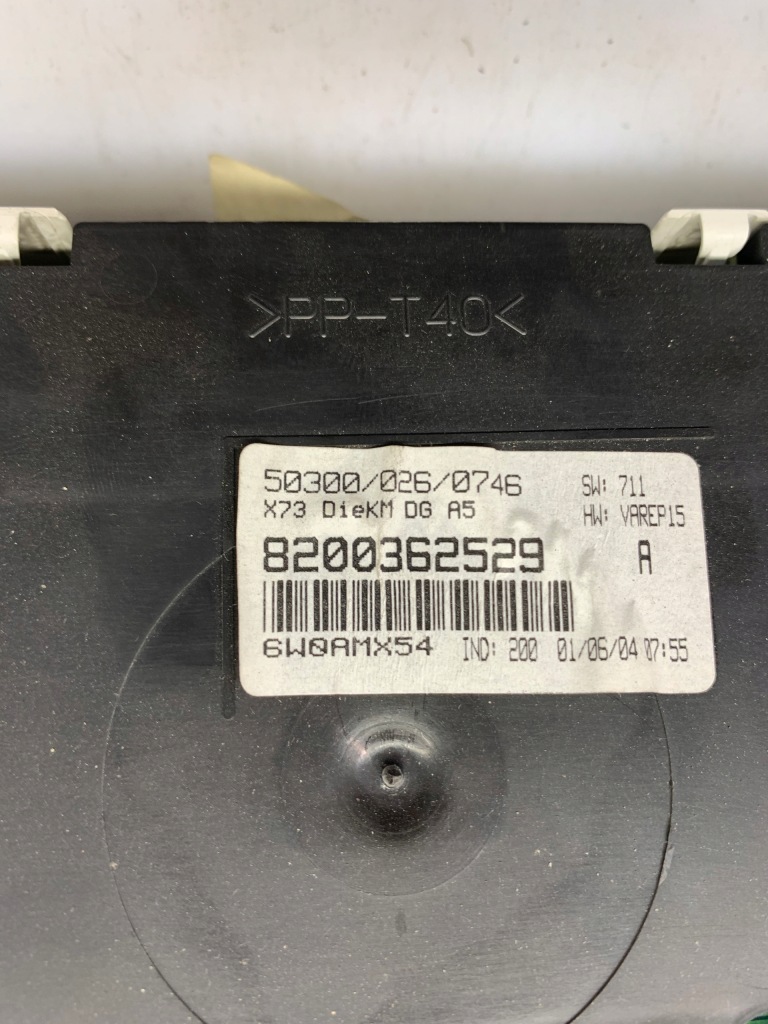 >PP-T40<
50300/026/0746 SW: 711
X73 DieKM DG A5 HW: VAREP15
8200362529 A
6W0AMX54 IND: 200 01/06/04 07:55